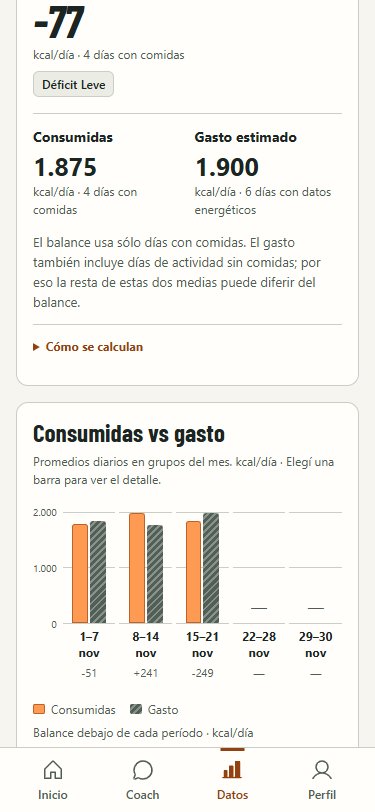 -77
kcal/día · 4 días con comidas
Déficit Leve
Consumidas
Gasto estimado
1.875
1.900
kcal/día · 4 días con
comidas
kcal/día · 6 días con datos
energéticos
El balance usa sólo días con comidas. El gasto
también incluye días de actividad sin comidas; por
eso la resta de estas dos medias puede diferir del
balance.
Cómo se calculan
Consumidas vs gasto
Promedios diarios en grupos del mes. kcal/día · Elegí una
barra para ver el detalle.
2.000
1.000
0
1–7
nov
8–14
nov
15–21
nov
22–28
nov
29–30
nov
-51
+241
-249
—
—
Consumidas
Gasto
Balance debajo de cada período · kcal/día
Inicio
Coach
Datos
Perfil